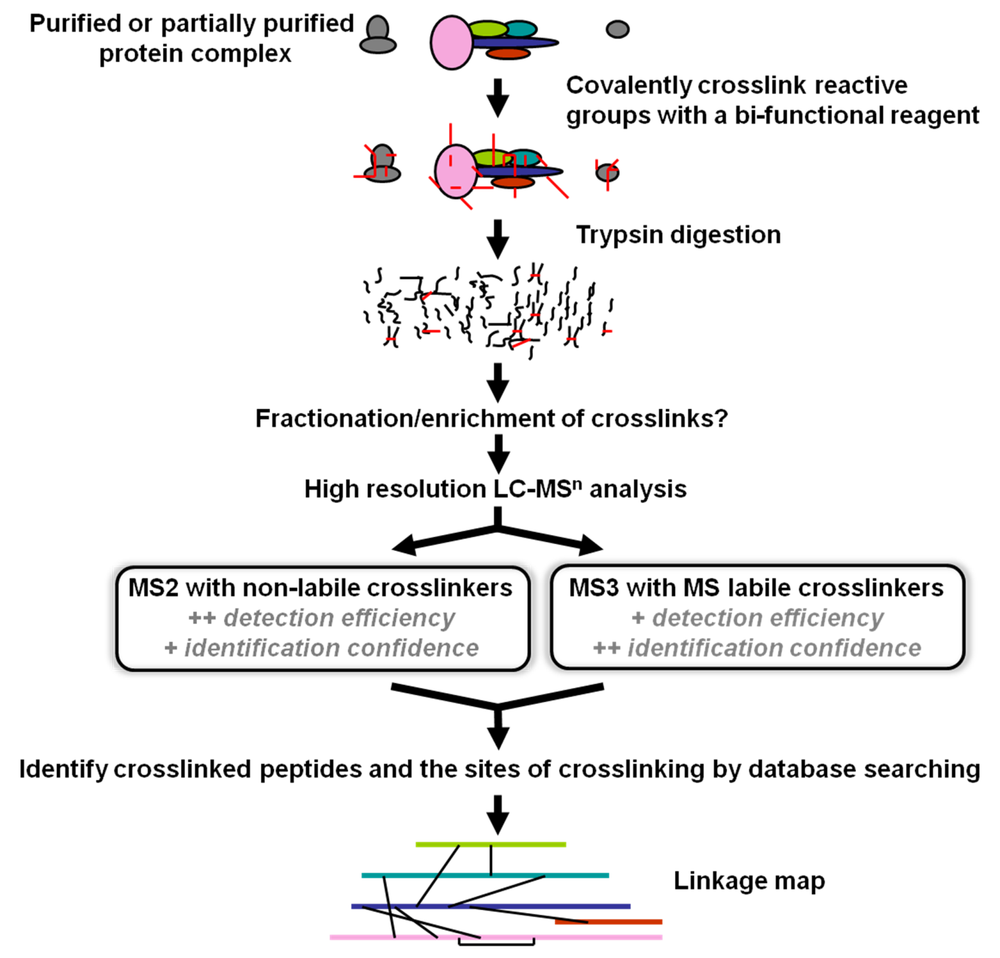 Purified or partially purified
protein complex
Covalently crosslink reactive
groups with a bi-functional reagent
Trypsin digestion
Fractionation/enrichment of crosslinks?
High resolution LC-MSⁿ analysis
MS2 with non-labile crosslinkers
++ detection efficiency
+ identification confidence
MS3 with MS labile crosslinkers
+ detection efficiency
++ identification confidence
Identify crosslinked peptides and the sites of crosslinking by database searching
Linkage map